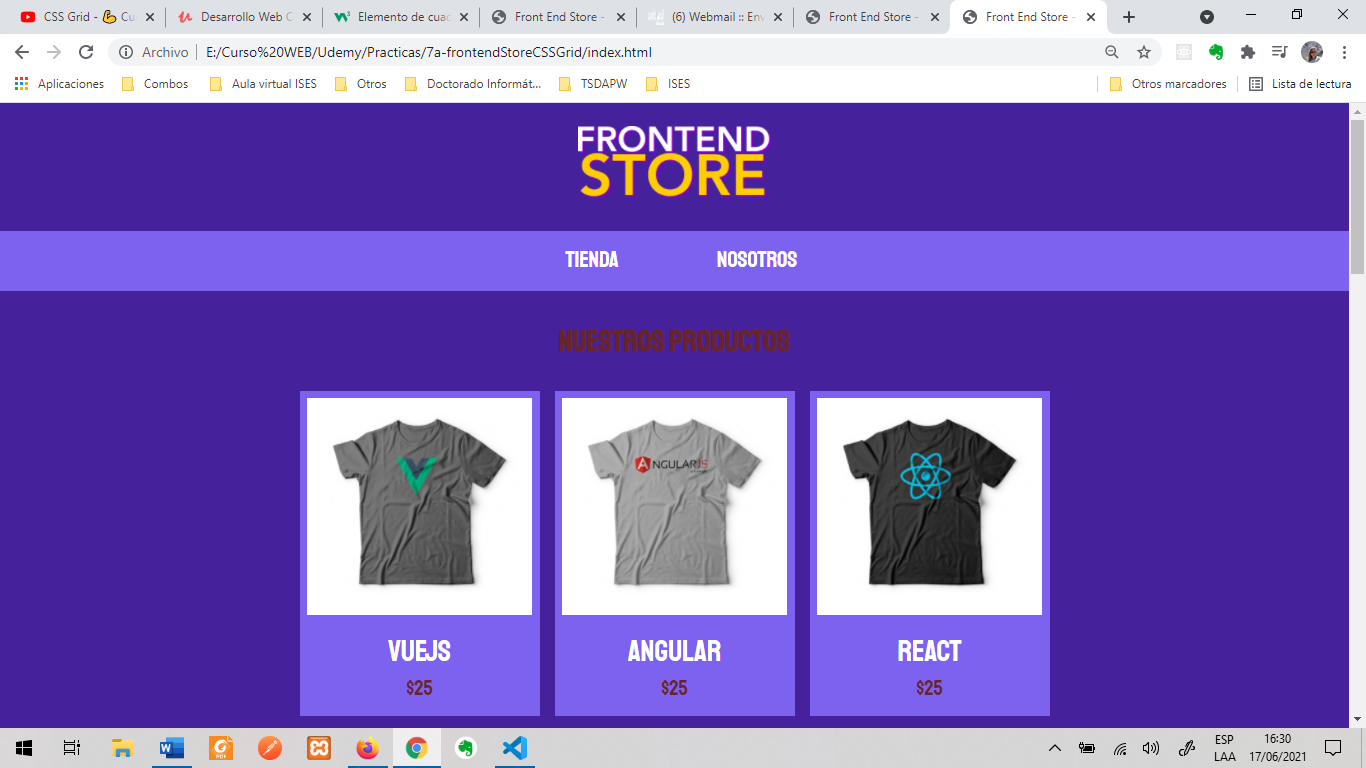 CSS Grid - 💪 Cu
Desarrollo Web C
Elemento de cuac
Front End Store -
(6) Webmail :: Env
Front End Store -
Front End Store -
Archivo
E:/Curso%20WEB/Udemy/Practicas/7a-frontendStoreCSSGrid/index.html
Aplicaciones
Combos
Aula virtual ISES
Otros
Doctorado Informát...
TSDAPW
ISES
Otros marcadores
Lista de lectura
FRONTEND
STORE
TIENDA
NOSOTROS
NUESTROS PRODUCTOS
ANGULARJS
VUEJS
ANGULAR
REACT
$25
$25
$25
ESP
LAA
16:30
17/06/2021